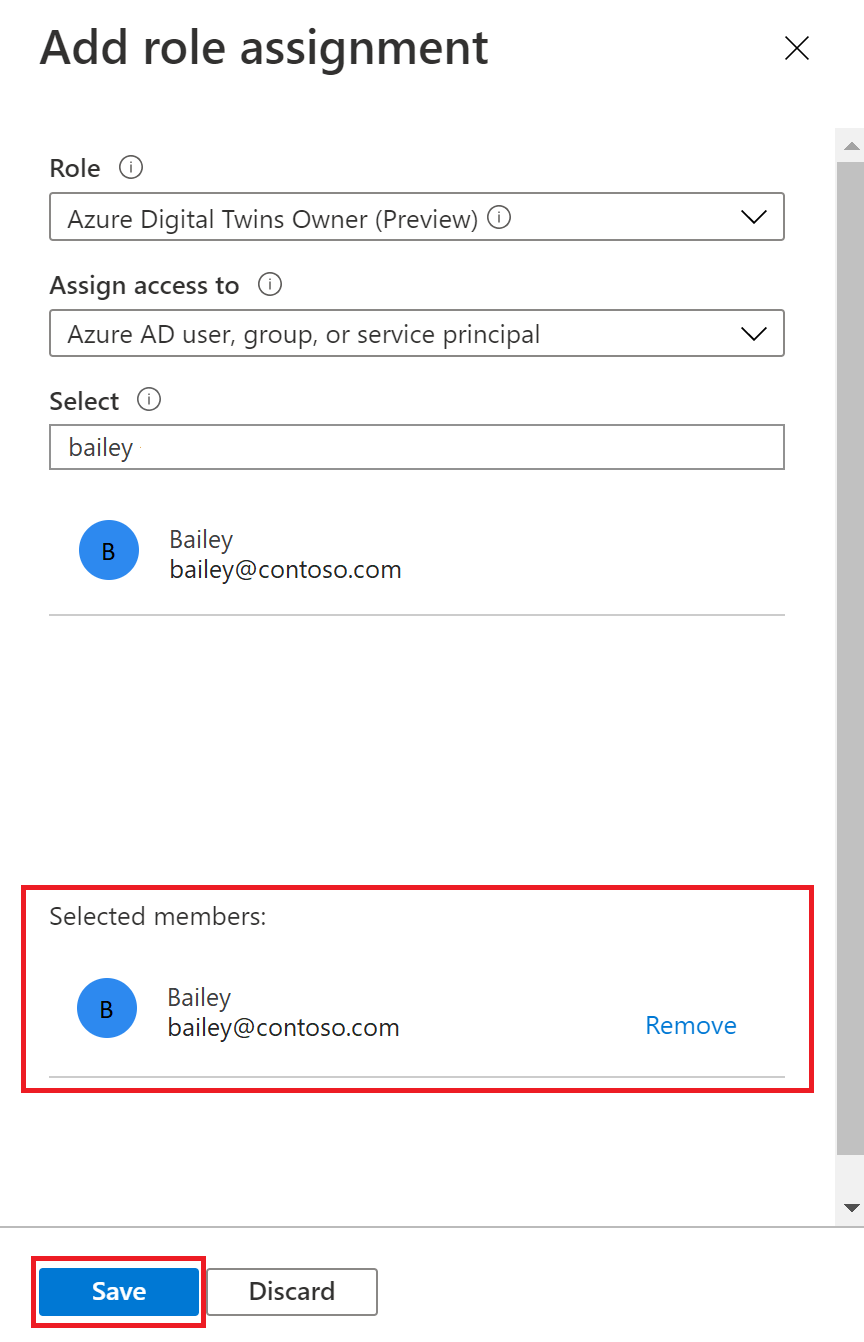 Add role assignment
Role
Azure Digital Twins Owner (Preview)
Assign access to
Azure AD user, group, or service principal
Select
bailey
B
Bailey
bailey@contoso.com
Selected members:
B
Bailey
bailey@contoso.com
Remove
Save
Discard